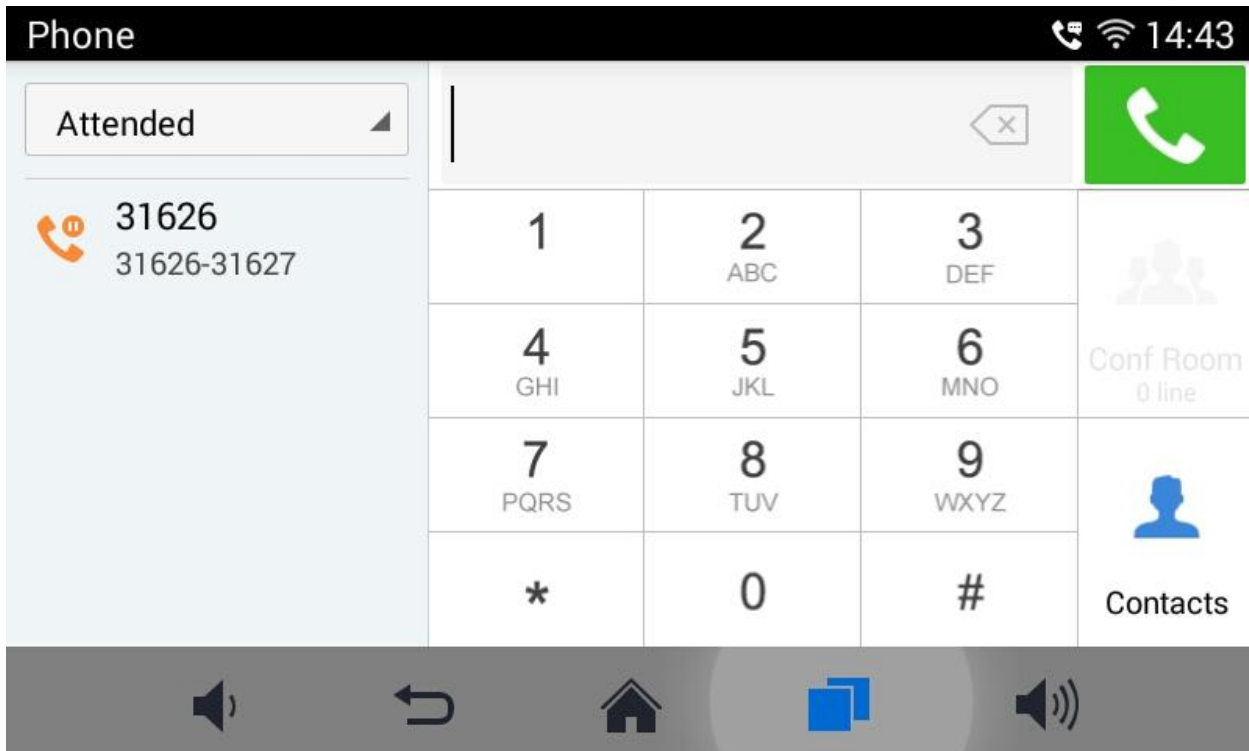 Phone
14:43
Attended
31626
31626-31627
1
2
ABC
3
DEF
4
GHI
5
JKL
6
MNO
7
PQRS
8
TUV
9
WXYZ
*
0
#
Conf Room
0 line
Contacts